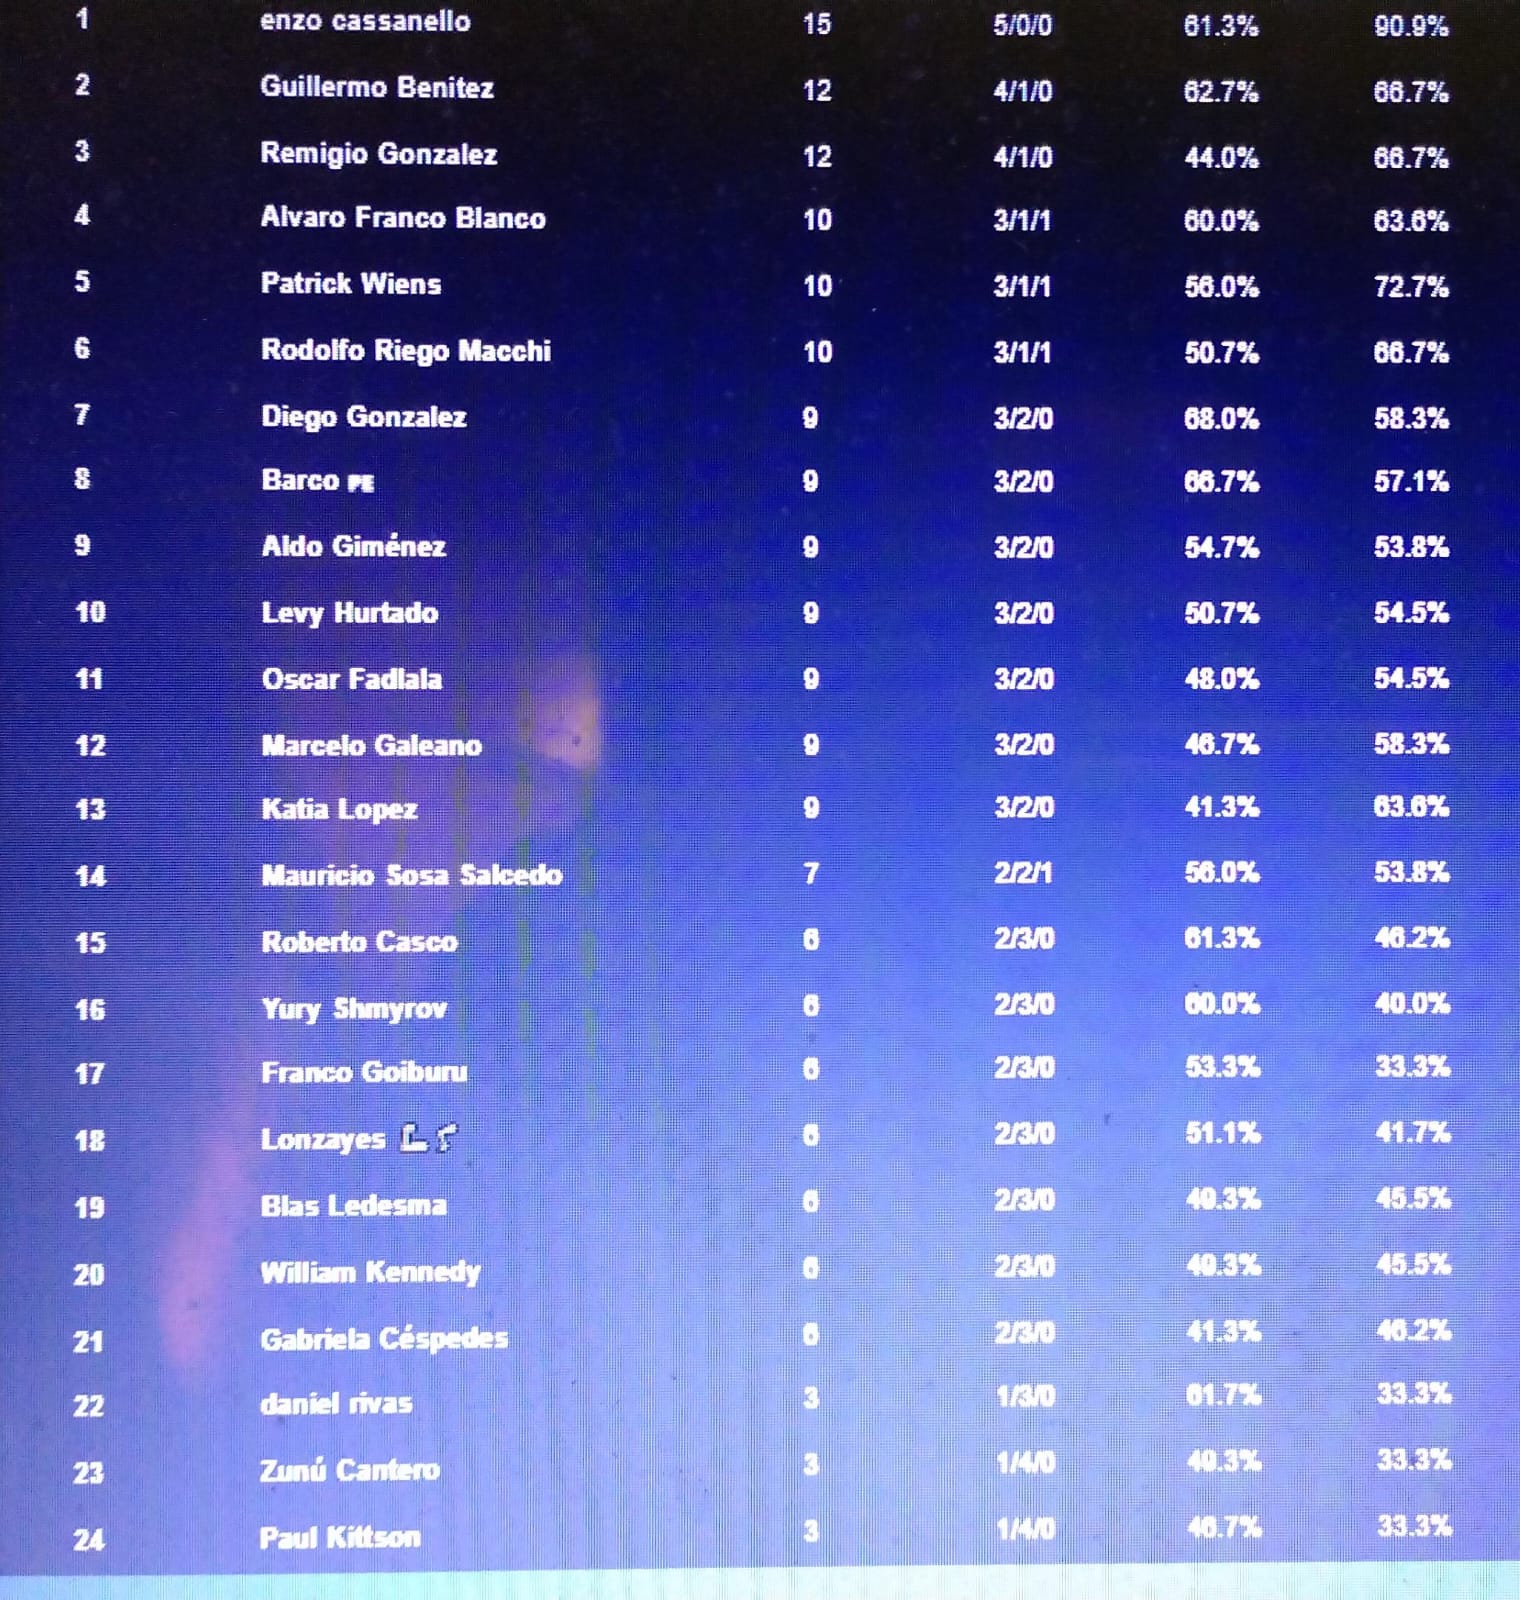 1 enzo cassanello 15 5/0/0 61.3% 90.9%
2 Guillermo Benitez 12 4/1/0 62.7% 66.7%
3 Remigio Gonzalez 12 4/1/0 44.0% 66.7%
4 Alvaro Franco Blanco 10 3/1/1 60.0% 63.6%
5 Patrick Wiens 10 3/1/1 56.0% 72.7%
6 Rodolfo Riego Macchi 10 3/1/1 50.7% 66.7%
7 Diego Gonzalez 9 3/2/0 68.0% 58.3%
8 Barco PE 9 3/2/0 66.7% 57.1%
9 Aldo Giménez 9 3/2/0 54.7% 53.8%
10 Levy Hurtado 9 3/2/0 50.7% 54.5%
11 Oscar Fadlala 9 3/2/0 48.0% 54.5%
12 Marcelo Galeano 9 3/2/0 46.7% 58.3%
13 Katia Lopez 9 3/2/0 41.3% 63.6%
14 Mauricio Sosa Salcedo 7 2/2/1 56.0% 53.8%
15 Roberto Casco 6 2/3/0 61.3% 46.2%
16 Yury Shmyrov 6 2/3/0 60.0% 40.0%
17 Franco Goiburu 6 2/3/0 53.3% 33.3%
18 Lonzayes 6 2/3/0 51.1% 41.7%
19 Blas Ledesma 6 2/3/0 45.5%
20 William Kennedy 6 2/3/0 45.5%
21 Gabriela Céspedes 6 2/3/0 41.3% 46.2%
22 daniel rivas 3 1/3/0 61.7% 33.3%
23 Zunú Cantero 3 1/4/0 33.3%
24 Paul Kittson 3 1/4/0 46.7% 33.3%